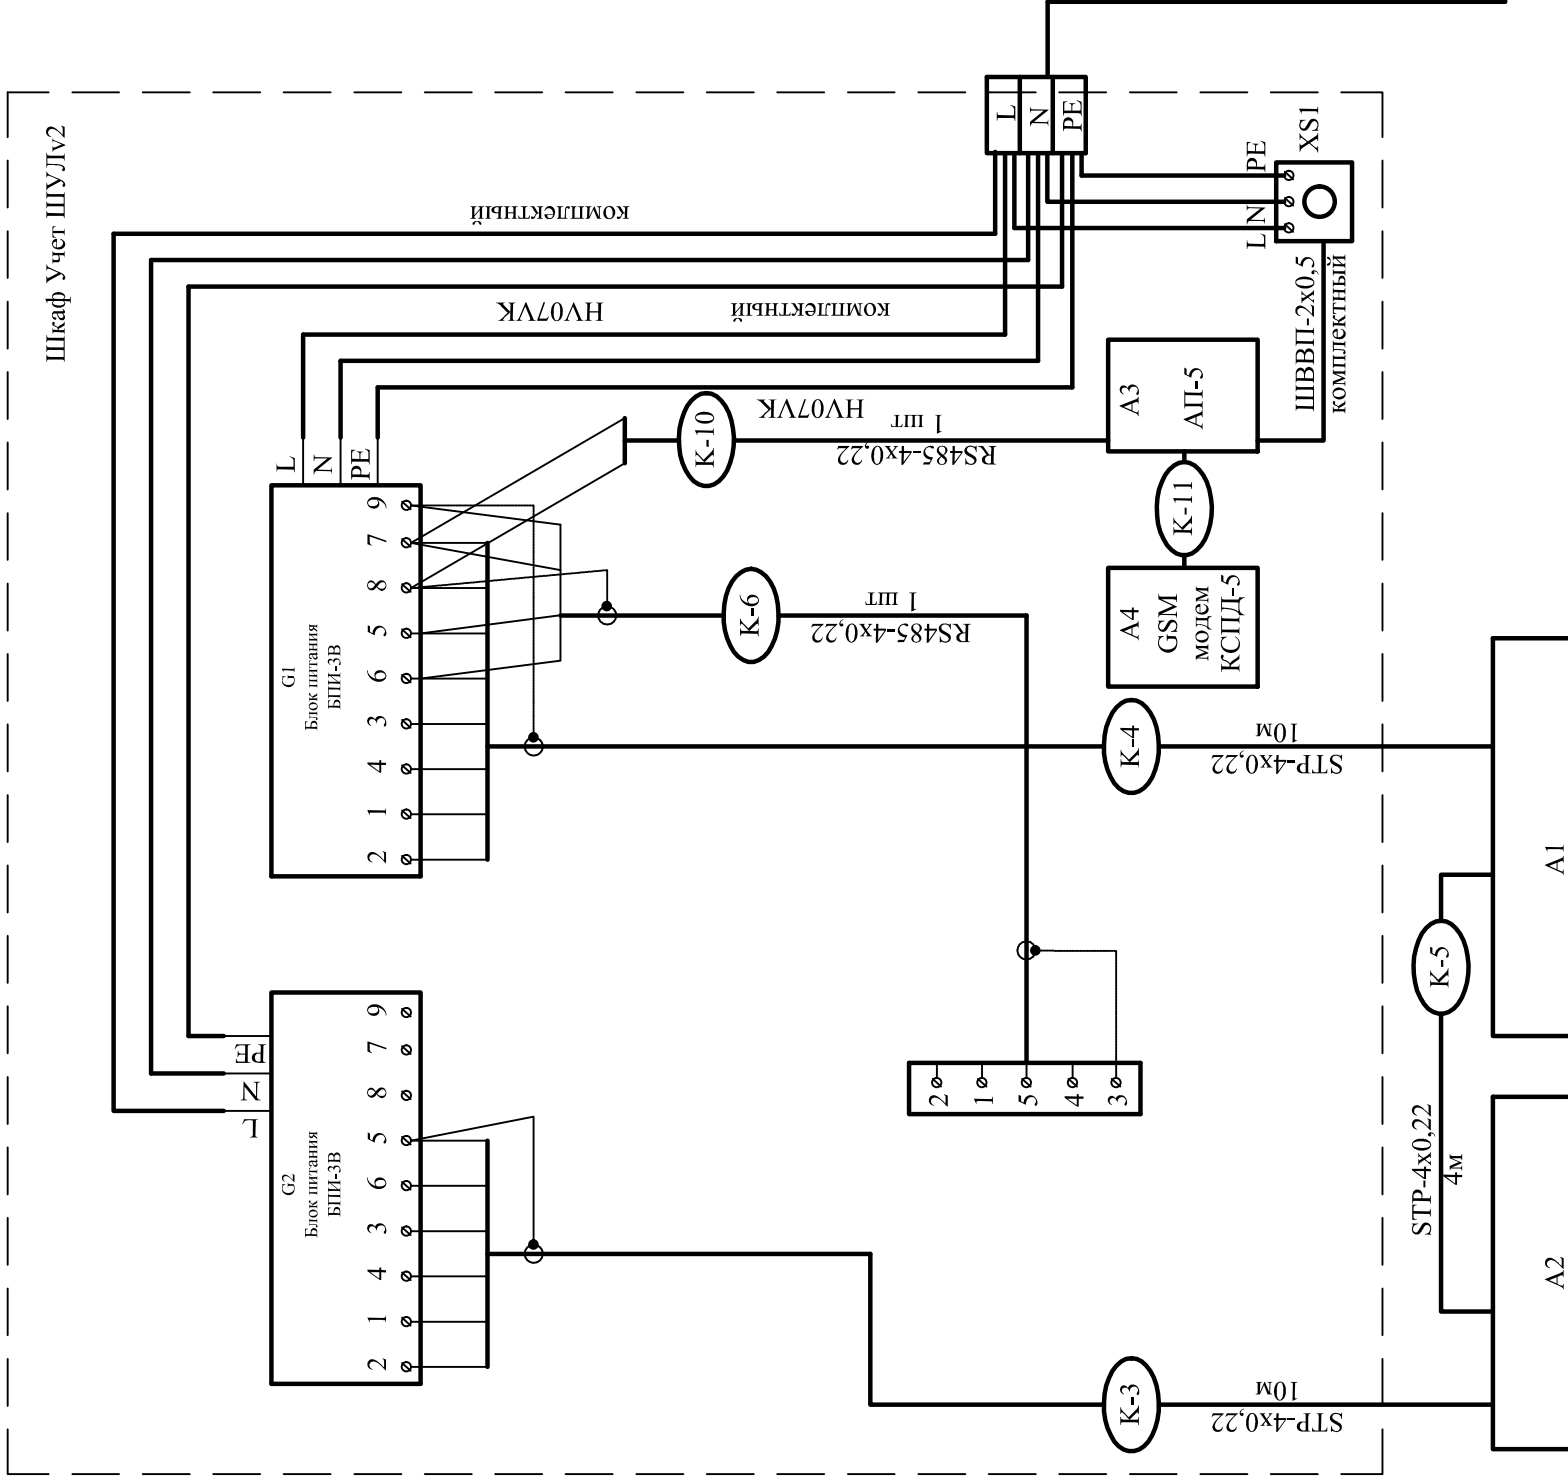 Шкаф Учет ШУЛv2
L
N
PE
XS1
L
N
PE
комплектный
HV07VK
комплектный
HV07VK
ШВВП-2х0,5
комплектный
L
N
PE
G1
Блок питания
БПИ-3В
2
1
4
3
6
5
8
7
9
К-10
1 шт
RS485-4х0,22
А3
АП-5
К-11
А4
GSM
модем
КСПД-5
К-6
1 шт
RS485-4х0,22
К-4
10м
STP-4х0,22
А1
PE
N
L
G2
Блок питания
БПИ-3В
2
1
4
3
6
5
8
7
9
2
1
5
4
3
К-5
STP-4х0,22
4м
К-3
10м
STP-4х0,22
А2